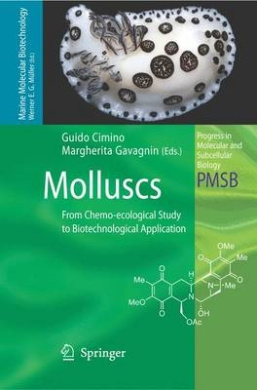 Marine Molecular Biotechnology
Werner E. G. Müller (Ed.)
Guido Cimino
Margherita Gavagnin (Eds.)
Progress in
Molecular and
Subcellular
Biology
PMSB
Molluscs
From Chemo-ecological Study
to Biotechnological Application
OMe
O
Me
H
O
Me
O
N
H
N
Me
MeO
N
O
OH
OAc
Springer